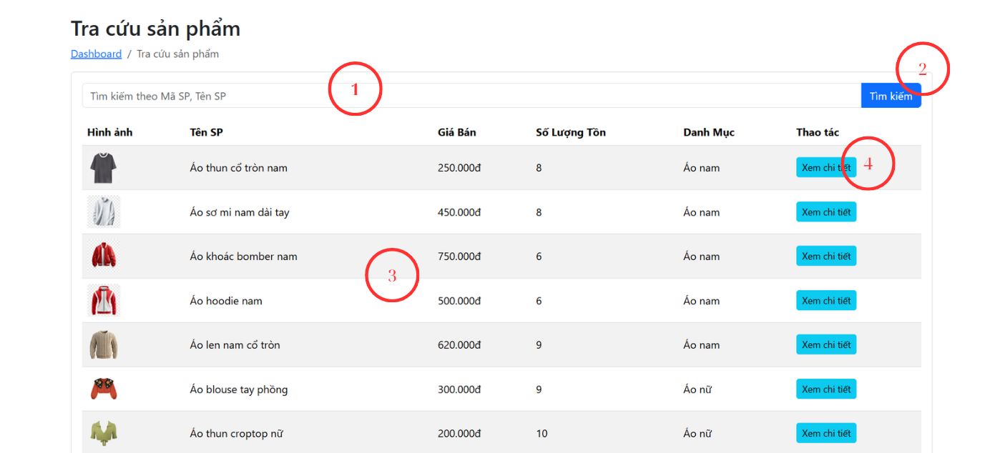 Tra cứu sản phẩm
Dashboard / Tra cứu sản phẩm
1
2
Tìm kiếm theo Mã SP, Tên SP
Tìm kiếm
Hình ảnh Tên SP Giá Bán Số Lượng Tồn Danh Mục Thao tác
Áo thun cổ tròn nam 250.000đ 8 Áo nam Xem chi tiết 4
Áo sơ mi nam dài tay 450.000đ 8 Áo nam Xem chi tiết
Áo khoác bomber nam 750.000đ 6 Áo nam Xem chi tiết
3
Áo hoodie nam 500.000đ 6 Áo nam Xem chi tiết
Áo len nam cổ tròn 620.000đ 9 Áo nam Xem chi tiết
Áo blouse tay phồng 300.000đ 9 Áo nữ Xem chi tiết
Áo thun croptop nữ 200.000đ 10 Áo nữ Xem chi tiết